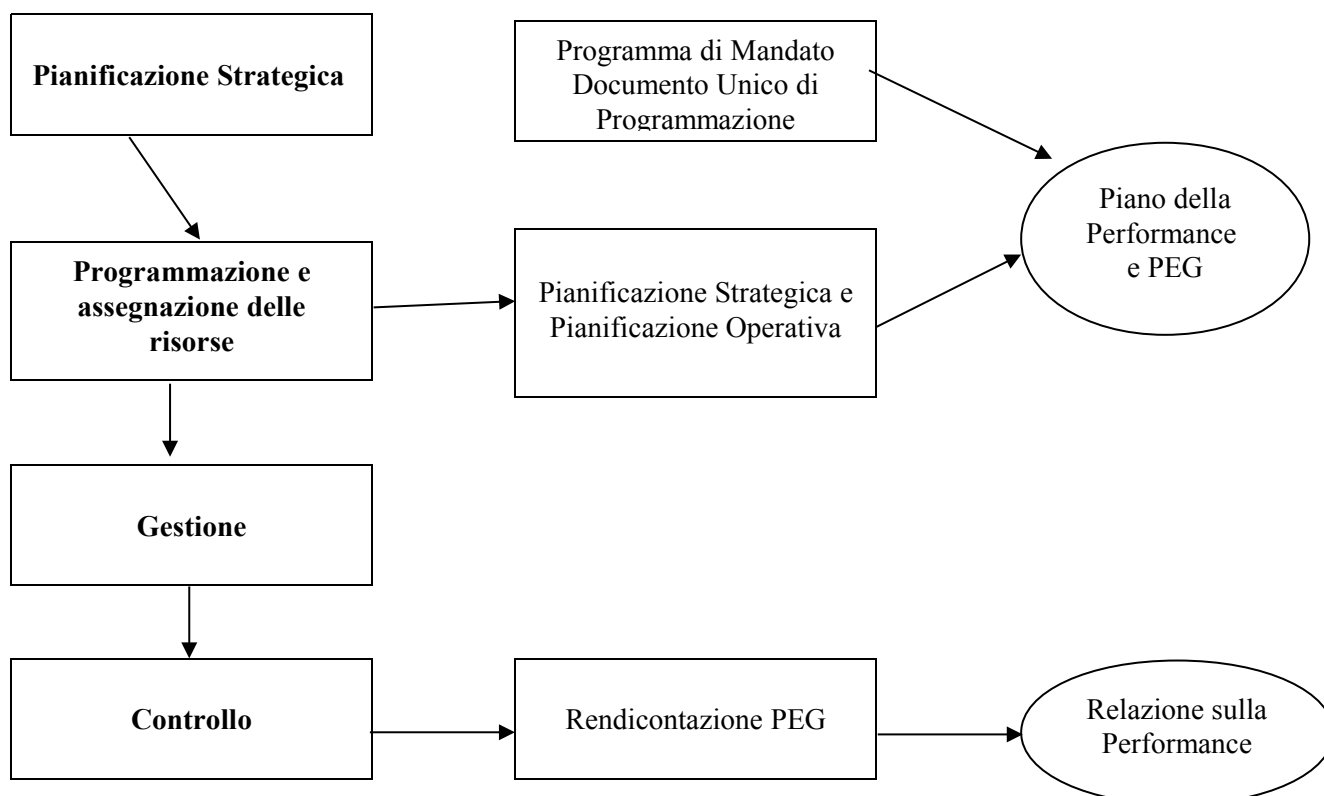 Pianificazione Strategica
Programma di Mandato
Documento Unico di
Programmazione
Piano della
Performance
e PEG
Programmazione e
assegnazione delle
risorse
Pianificazione Strategica e
Pianificazione Operativa
Gestione
Controllo
Rendicontazione PEG
Relazione sulla
Performance